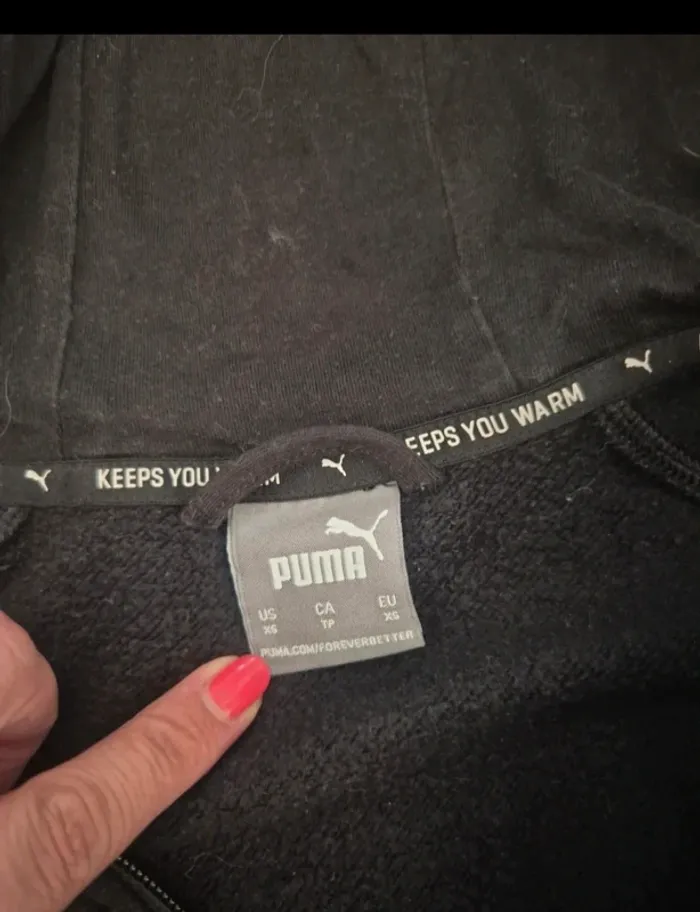 KEEPS YOU
EEPS YOU WARM
PUMA
US CA EU
XS TP XS
PUMA.COM/FOREVERBETTER